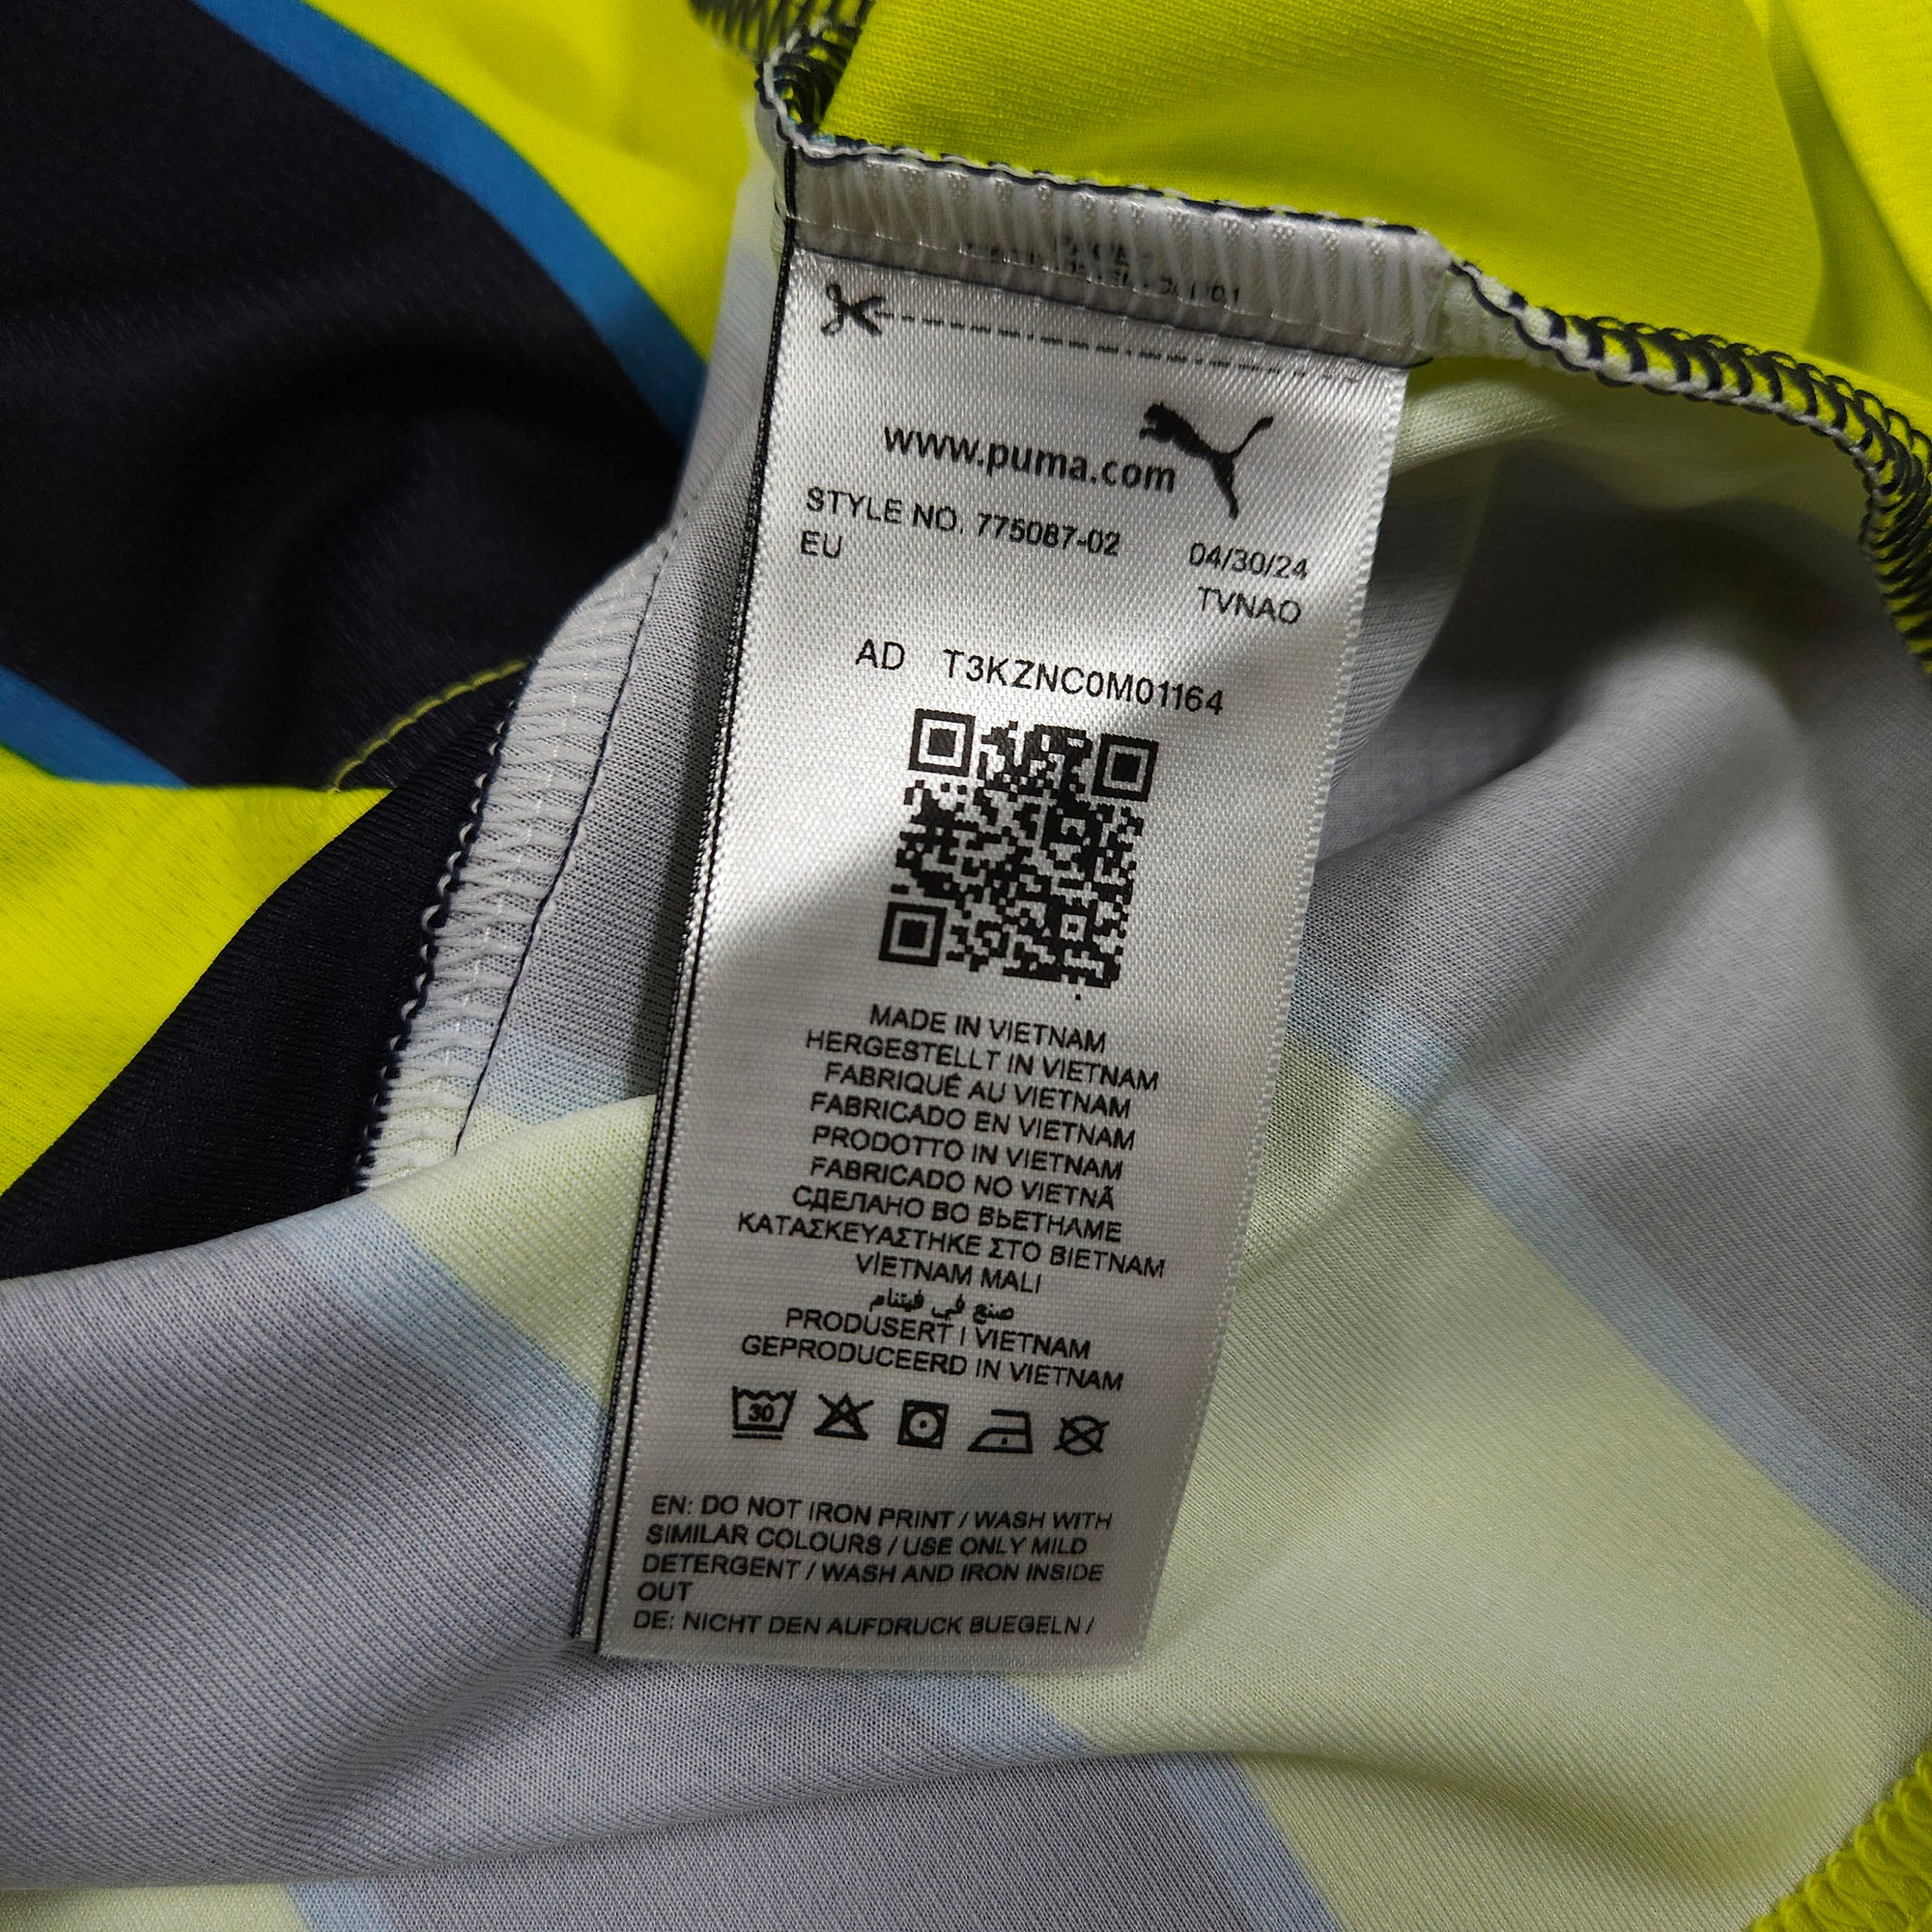 www.puma.com
STYLE NO. 775087-02 04/30/24
EU TVNAO
AD T3KZNC0M01164
MADE IN VIETNAM
HERGESTELLT IN VIETNAM
FABRIQUÉ AU VIETNAM
FABRICADO EN VIETNAM
PRODOTTO IN VIETNAM
FABRICADO NO VIETNÃ
СДЕЛАНО ВО ВЬЕТНАМЕ
ΚΑΤΑΣΚΕΥΑΣΤΗΚΕ ΣΤΟ ΒΙΕΤΝΑΜ
VİETNAM MALI
صنع في فيتنام
PRODUSERT I VIETNAM
GEPRODUCEERD IN VIETNAM
30
EN: DO NOT IRON PRINT / WASH WITH
SIMILAR COLOURS / USE ONLY MILD
DETERGENT / WASH AND IRON INSIDE
OUT
DE: NICHT DEN AUFDRUCK BUEGELN /